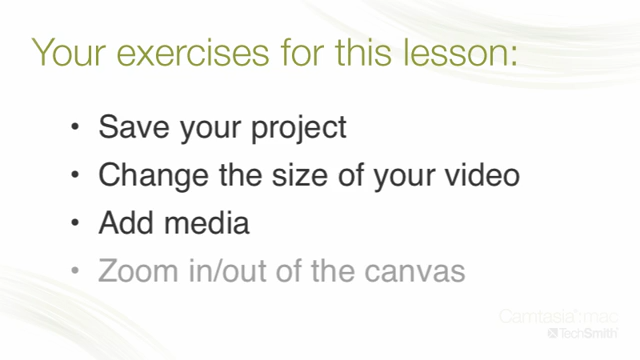 Your exercises for this lesson:
• Save your project
• Change the size of your video
• Add media
• Zoom in/out of the canvas
Camtasia:mac
TechSmith